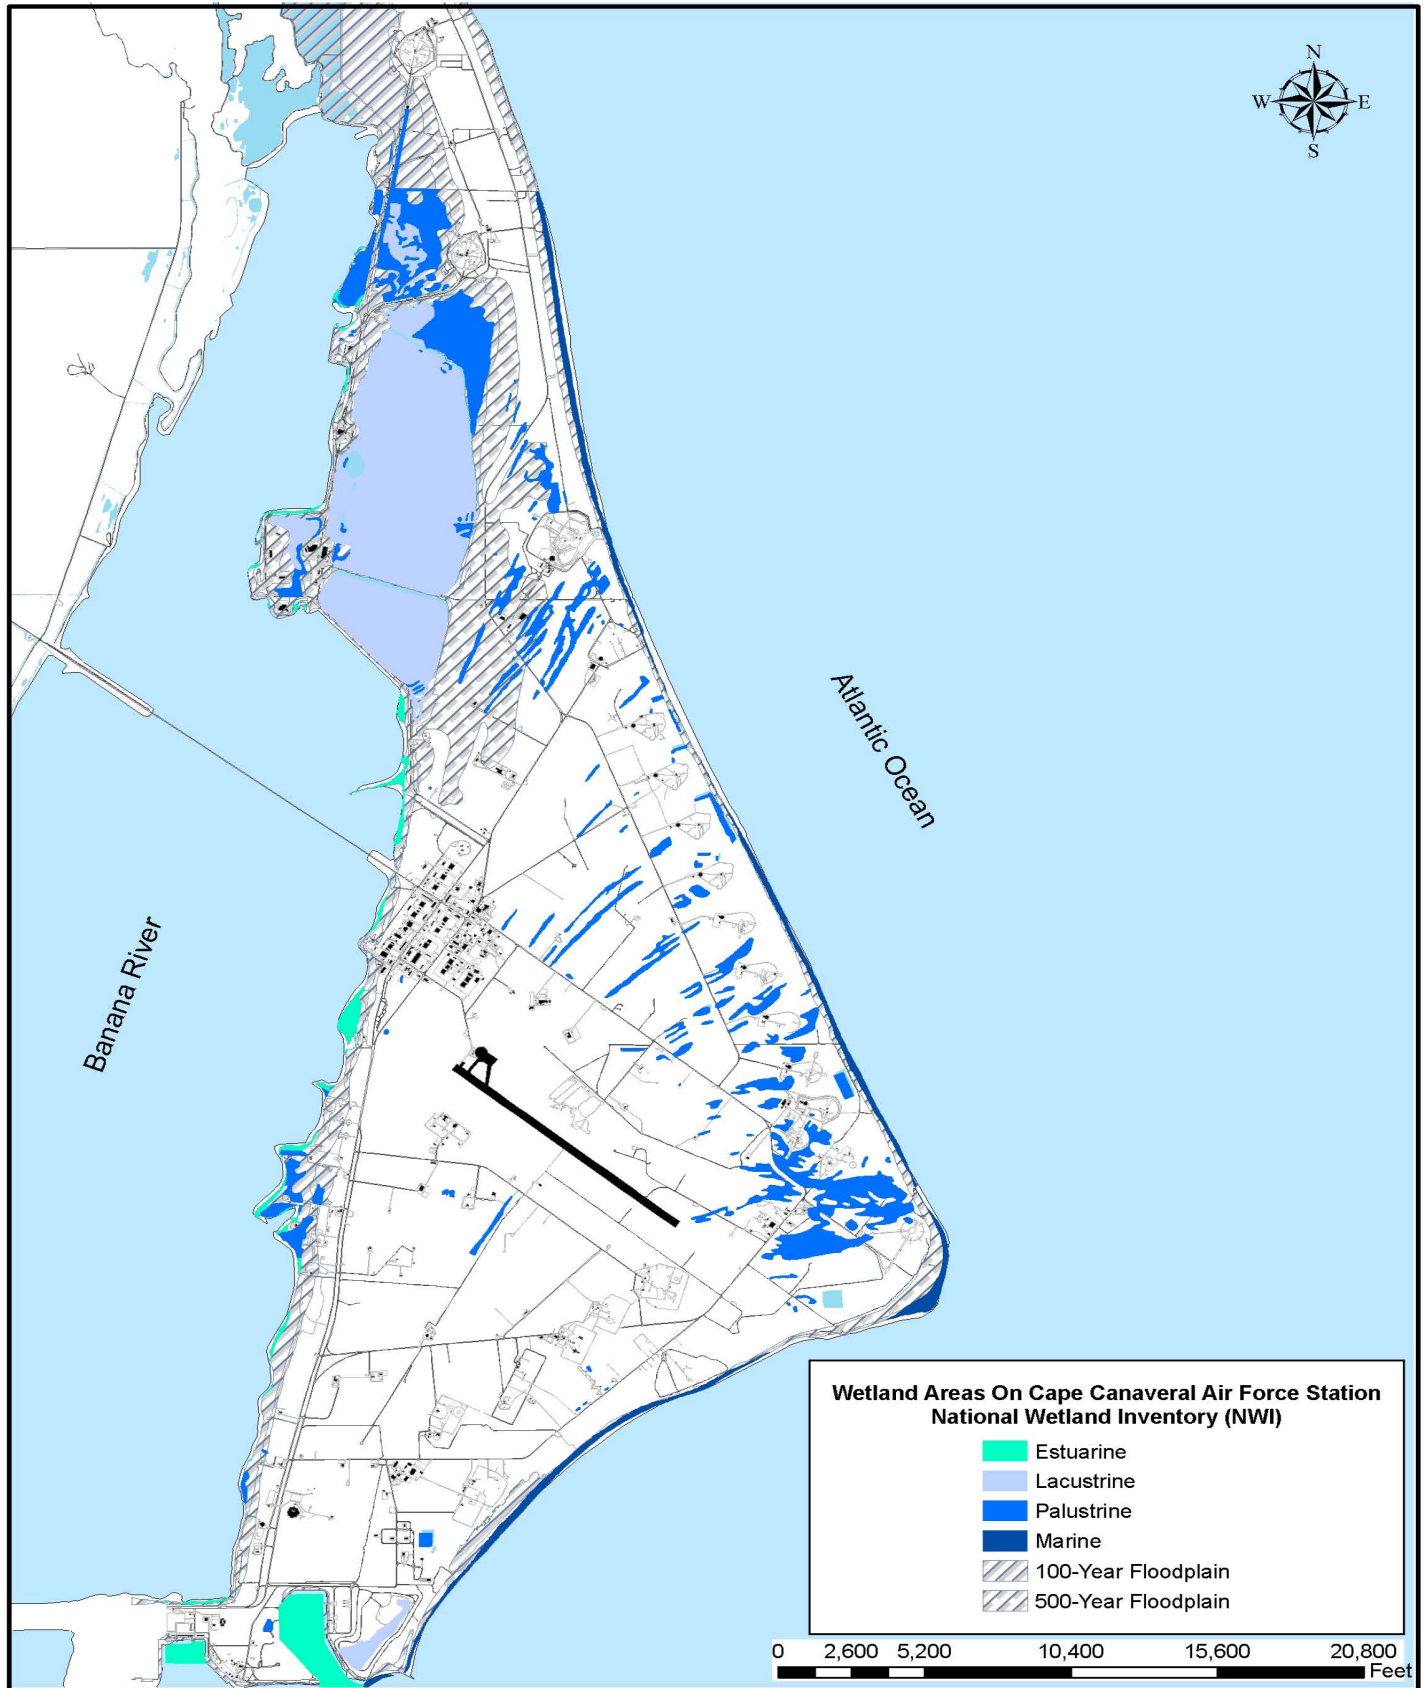 N
W E
S
Atlantic Ocean
Banana River
Wetland Areas On Cape Canaveral Air Force Station
National Wetland Inventory (NWI)
Estuarine
Lacustrine
Palustrine
Marine
100-Year Floodplain
500-Year Floodplain
0 2,600 5,200 10,400 15,600 20,800
Feet